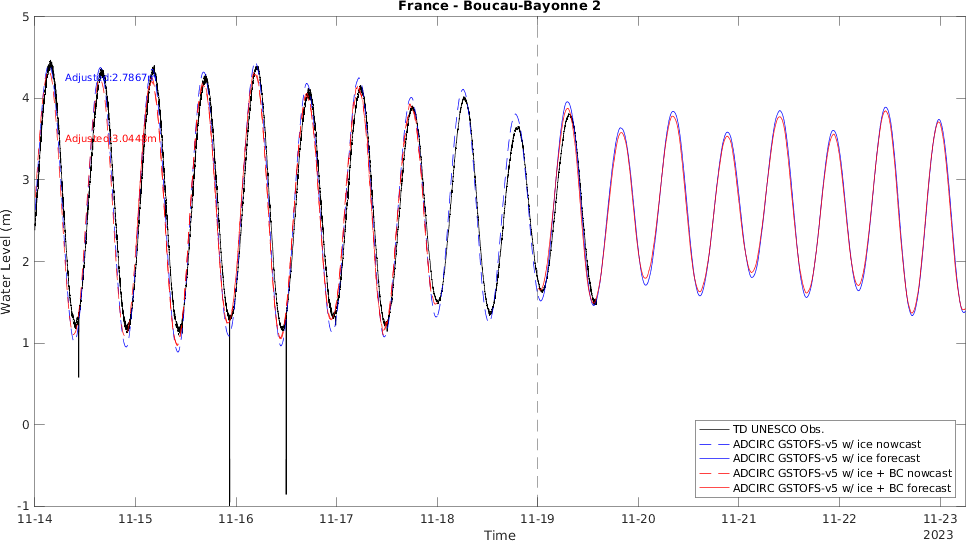 France - Boucau-Bayonne 2
5
4
3
2
1
0
-1
Water Level (m)
Adjusted:2.7867m
Adjusted:3.0448m
TD UNESCO Obs.
ADCIRC GSTOFS-v5 w/ ice nowcast
ADCIRC GSTOFS-v5 w/ ice forecast
ADCIRC GSTOFS-v5 w/ ice + BC nowcast
ADCIRC GSTOFS-v5 w/ ice + BC forecast
11-14 11-15 11-16 11-17 11-18 11-19 11-20 11-21 11-22 11-23
Time
2023